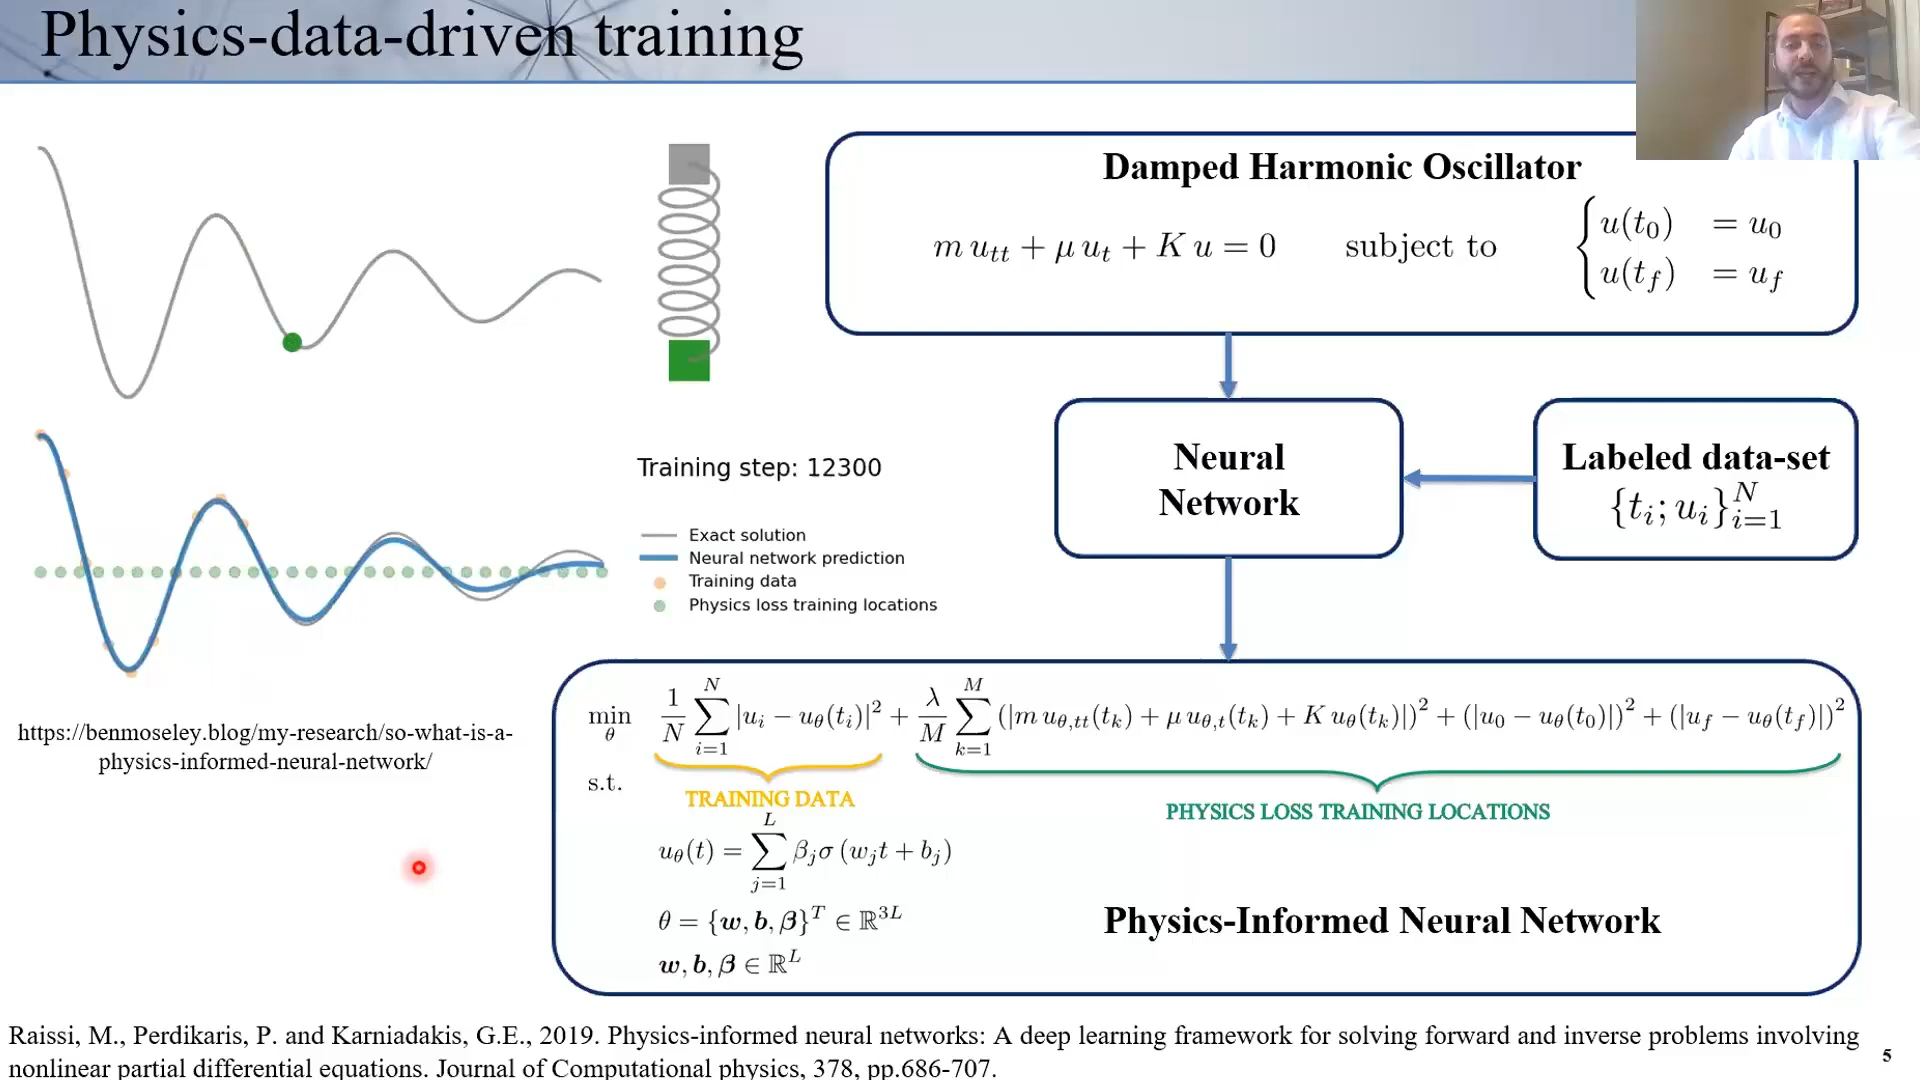 Physics-data-driven training
Damped Harmonic Oscillator
m u_{tt} + μ u_t + K u = 0 subject to { u(t_0) = u_0
u(t_f) = u_f
Neural
Network
Labeled data-set
{t_i; u_i}_{i=1}^N
Training step: 12300
Exact solution
Neural network prediction
Training data
Physics loss training locations
https://benmoseley.blog/my-research/so-what-is-a-
physics-informed-neural-network/
min_θ 1/N ∑_{i=1}^N |u_i − u_θ(t_i)|^2 + λ/M ∑_{k=1}^M (|m u_{θ,tt}(t_k) + μ u_{θ,t}(t_k) + K u_θ(t_k)|)^2 + (|u_0 − u_θ(t_0)|)^2 + (|u_f − u_θ(t_f)|)^2
s.t.
TRAINING DATA
PHYSICS LOSS TRAINING LOCATIONS
u_θ(t) = ∑_{j=1}^L β_j σ (w_j t + b_j)
θ = {w, b, β}^T ∈ ℝ^{3L}
w, b, β ∈ ℝ^L
Physics-Informed Neural Network
Raissi, M., Perdikaris, P. and Karniadakis, G.E., 2019. Physics-informed neural networks: A deep learning framework for solving forward and inverse problems involving
nonlinear partial differential equations. Journal of Computational physics, 378, pp.686-707.
5